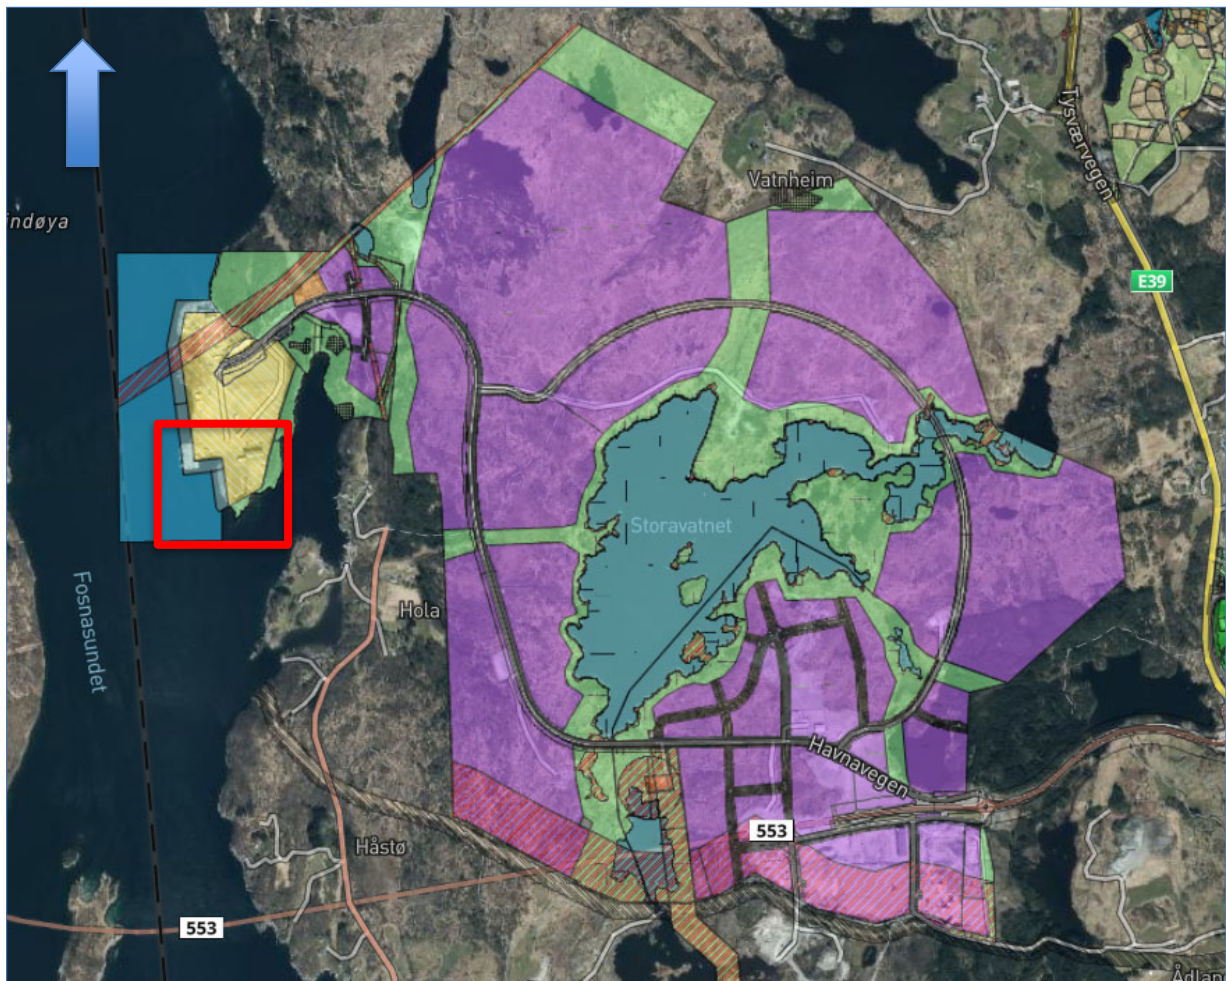 Tysværvegen
Vatnheim
indøya
E39
Storavatnet
Fosnasundet
Hola
Havnavegen
553
Håstø
553
Ådlan